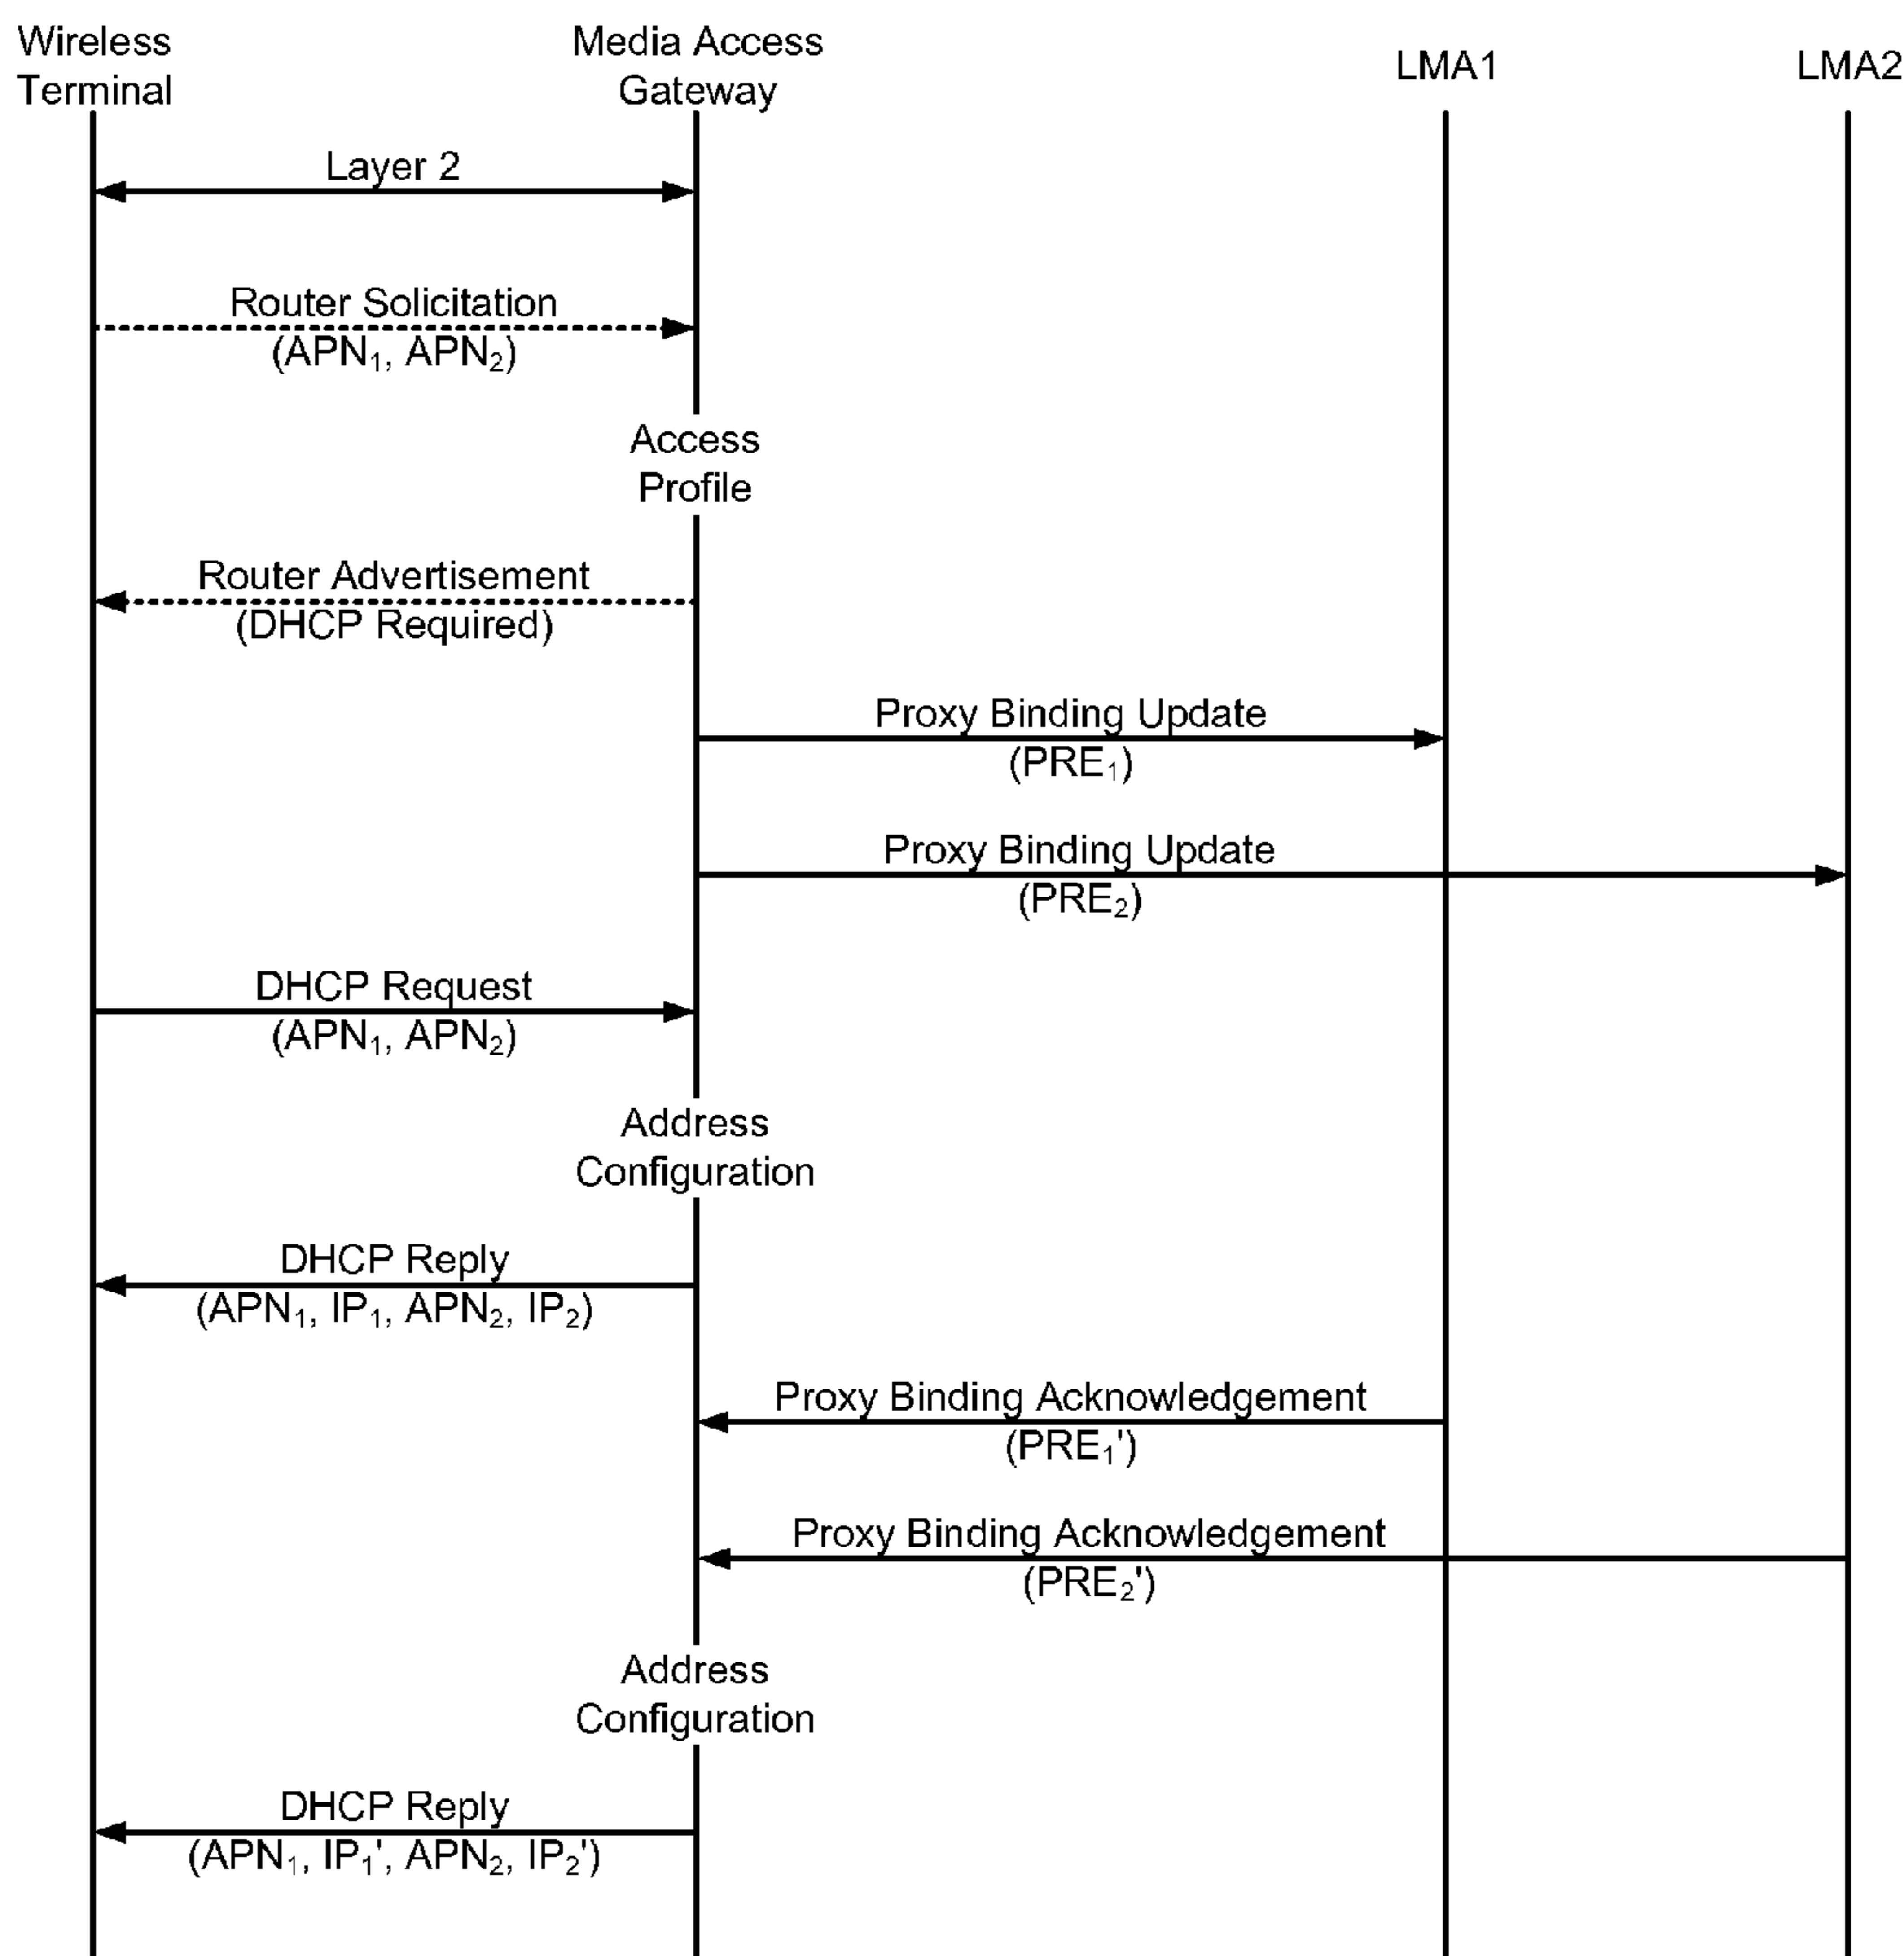 Wireless
Terminal
Media Access
Gateway
LMA1
LMA2
Layer 2
Router Solicitation
(APN₁, APN₂)
Access
Profile
Router Advertisement
(DHCP Required)
Proxy Binding Update
(PRE₁)
Proxy Binding Update
(PRE₂)
DHCP Request
(APN₁, APN₂)
Address
Configuration
DHCP Reply
(APN₁, IP₁, APN₂, IP₂)
Proxy Binding Acknowledgement
(PRE₁')
Proxy Binding Acknowledgement
(PRE₂')
Address
Configuration
DHCP Reply
(APN₁, IP₁', APN₂, IP₂')